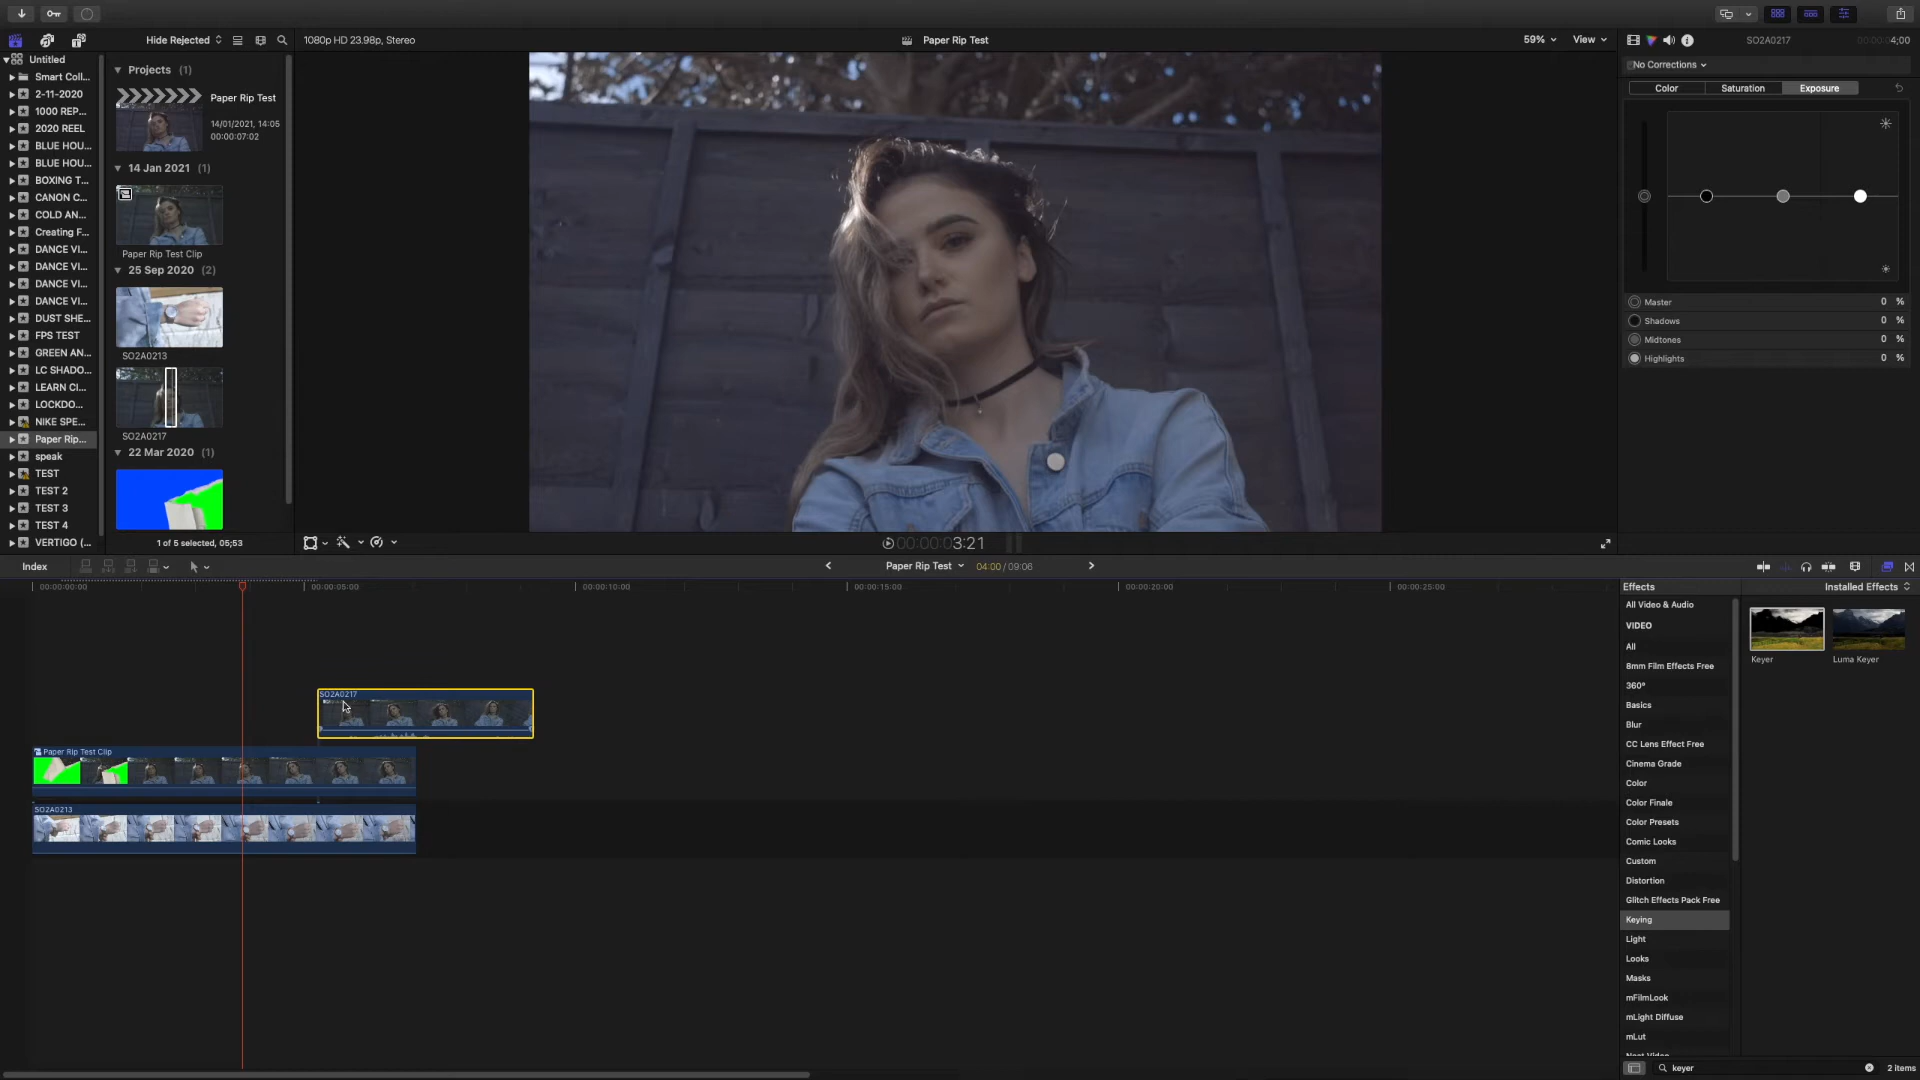 Hide Rejected
1080p HD 23.98p, Stereo
Paper Rip Test
59%
View
SO2A0217
4;00
Untitled
Smart Coll...
2-11-2020
1000 REP...
2020 REEL
BLUE HOU...
BLUE HOU...
BOXING T...
CANON C...
COLD AN...
Creating F...
DANCE VI...
DANCE VI...
DANCE VI...
DANCE VI...
DUST SHE...
FPS TEST
GREEN AN...
LC SHADO...
LEARN CI...
LOCKDO...
NIKE SPE...
Paper Rip...
speak
TEST
TEST 2
TEST 3
TEST 4
VERTIGO (...
Projects (1)
Paper Rip Test
14/01/2021, 14:05
00:00:07:02
14 Jan 2021 (1)
Paper Rip Test Clip
25 Sep 2020 (2)
SO2A0213
SO2A0217
22 Mar 2020 (1)
1 of 5 selected, 05;53
00:00:00:3:21
No Corrections
Color
Saturation
Exposure
Master 0 %
Shadows 0 %
Midtones 0 %
Highlights 0 %
Index
Paper Rip Test
04:00 / 09:06
00:00:00:00
00:00:05:00
00:00:10:00
00:00:15:00
00:00:20:00
00:00:25:00
SO2A0217
Paper Rip Test Clip
SO2A0213
Effects
Installed Effects
All Video & Audio
VIDEO
All
8mm Film Effects Free
360°
Basics
Blur
CC Lens Effect Free
Cinema Grade
Color
Color Finale
Color Presets
Comic Looks
Custom
Distortion
Glitch Effects Pack Free
Keying
Light
Looks
Masks
mFilmLook
mLight Diffuse
mLut
Keyer
Luma Keyer
keyer
2 items